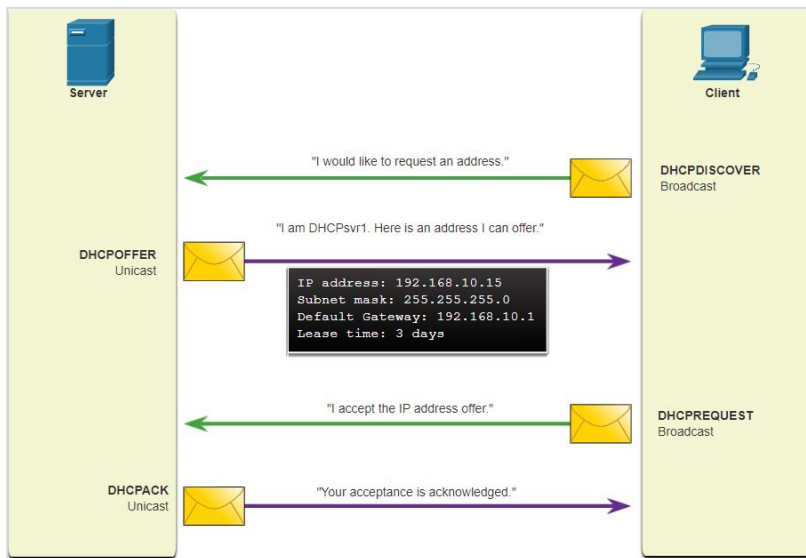 Server
Client
"I would like to request an address."
DHCPDISCOVER
Broadcast
"I am DHCPsvr1. Here is an address I can offer."
DHCPOFFER
Unicast
IP address: 192.168.10.15
Subnet mask: 255.255.255.0
Default Gateway: 192.168.10.1
Lease time: 3 days
"I accept the IP address offer."
DHCPREQUEST
Broadcast
DHCPACK
Unicast
"Your acceptance is acknowledged."